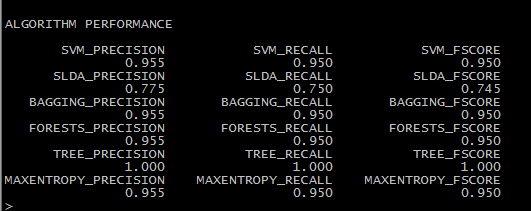 ALGORITHM PERFORMANCE
SVM_PRECISION SVM_RECALL SVM_FSCORE
0.955 0.950 0.950
SLDA_PRECISION SLDA_RECALL SLDA_FSCORE
0.775 0.750 0.745
BAGGING_PRECISION BAGGING_RECALL BAGGING_FSCORE
0.955 0.950 0.950
FORESTS_PRECISION FORESTS_RECALL FORESTS_FSCORE
0.955 0.950 0.950
TREE_PRECISION TREE_RECALL TREE_FSCORE
1.000 1.000 1.000
MAXENTROPY_PRECISION MAXENTROPY_RECALL MAXENTROPY_FSCORE
0.955 0.950 0.950
>